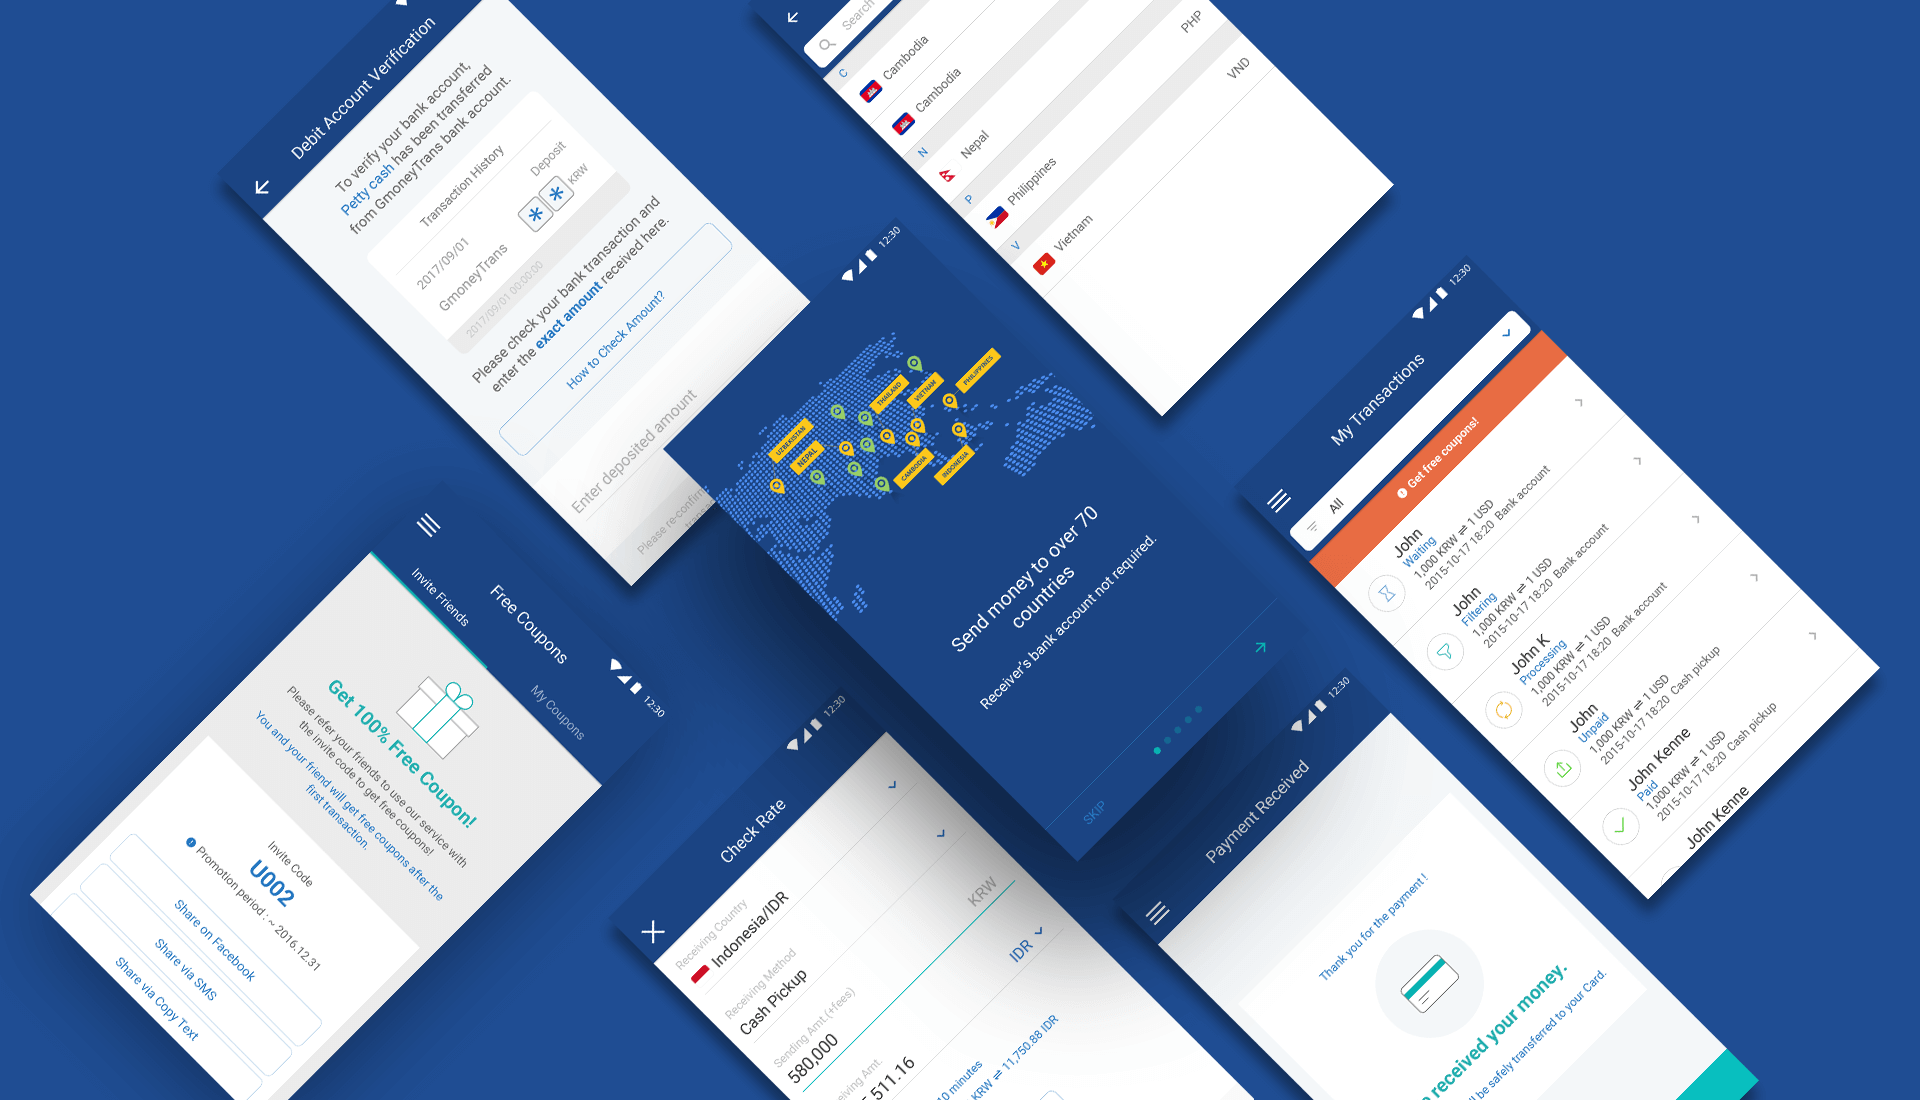 Debit Account Verification
To verify your bank account,
Petty cash has been transferred
from GmoneyTrans bank account.
Transaction History
2017/09/01
Deposit
GmoneyTrans
* * KRW
2017/09/01 00:00:00
Please check your bank transaction and
enter the exact amount received here.
How to Check Amount?
Enter deposited amount
Please re-confirm
Search
C
Cambodia
Cambodia
N
Nepal
P
Philippines
PHP
V
Vietnam
VND
12:30
UZBEKISTAN
NEPAL
THAILAND
VIETNAM
PHILIPPINES
CAMBODIA
INDONESIA
Send money to over 70
countries
Receiver's bank account not required.
SKIP
12:30
My Transactions
All
Get free coupons!
John
Waiting
1,000 KRW ⇌ 1 USD
2015-10-17 18:20 Bank account
John
Filtering
1,000 KRW ⇌ 1 USD
2015-10-17 18:20 Bank account
John K
Processing
1,000 KRW ⇌ 1 USD
2015-10-17 18:20 Bank account
John
Unpaid
1,000 KRW ⇌ 1 USD
2015-10-17 18:20 Cash pickup
John Kenne
Paid
1,000 KRW ⇌ 1 USD
2015-10-17 18:20 Cash pickup
John Kenne
12:30
Free Coupons
Invite Friends
My Coupons
Get 100% Free Coupon!
Please refer your friends to use our service with
the invite code to get free coupons!
You and your friend will get free coupons after the
first transaction.
Invite Code
U002
Promotion period : ~ 2016.12.31
Share on Facebook
Share via SMS
Share via Copy Text
12:30
Check Rate
Receiving Country
Indonesia/IDR
Receiving Method
Cash Pickup
Sending Amt.(+fees)
580,000
KRW
Amt.
511.16
IDR
minutes
KRW ⇌ 11,750.88 IDR
12:30
Payment Received
Thank you for the payment !
received your money.
be safely transferred to your Card.